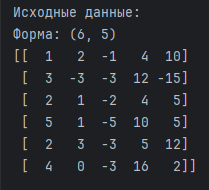 Исходные данные:
Форма: (6, 5)
[[  1   2  -1   4  10]
 [  3  -3  -3  12 -15]
 [  2   1  -2   4   5]
 [  5   1  -5  10   5]
 [  2   3  -3   5  12]
 [  4   0  -3  16   2]]